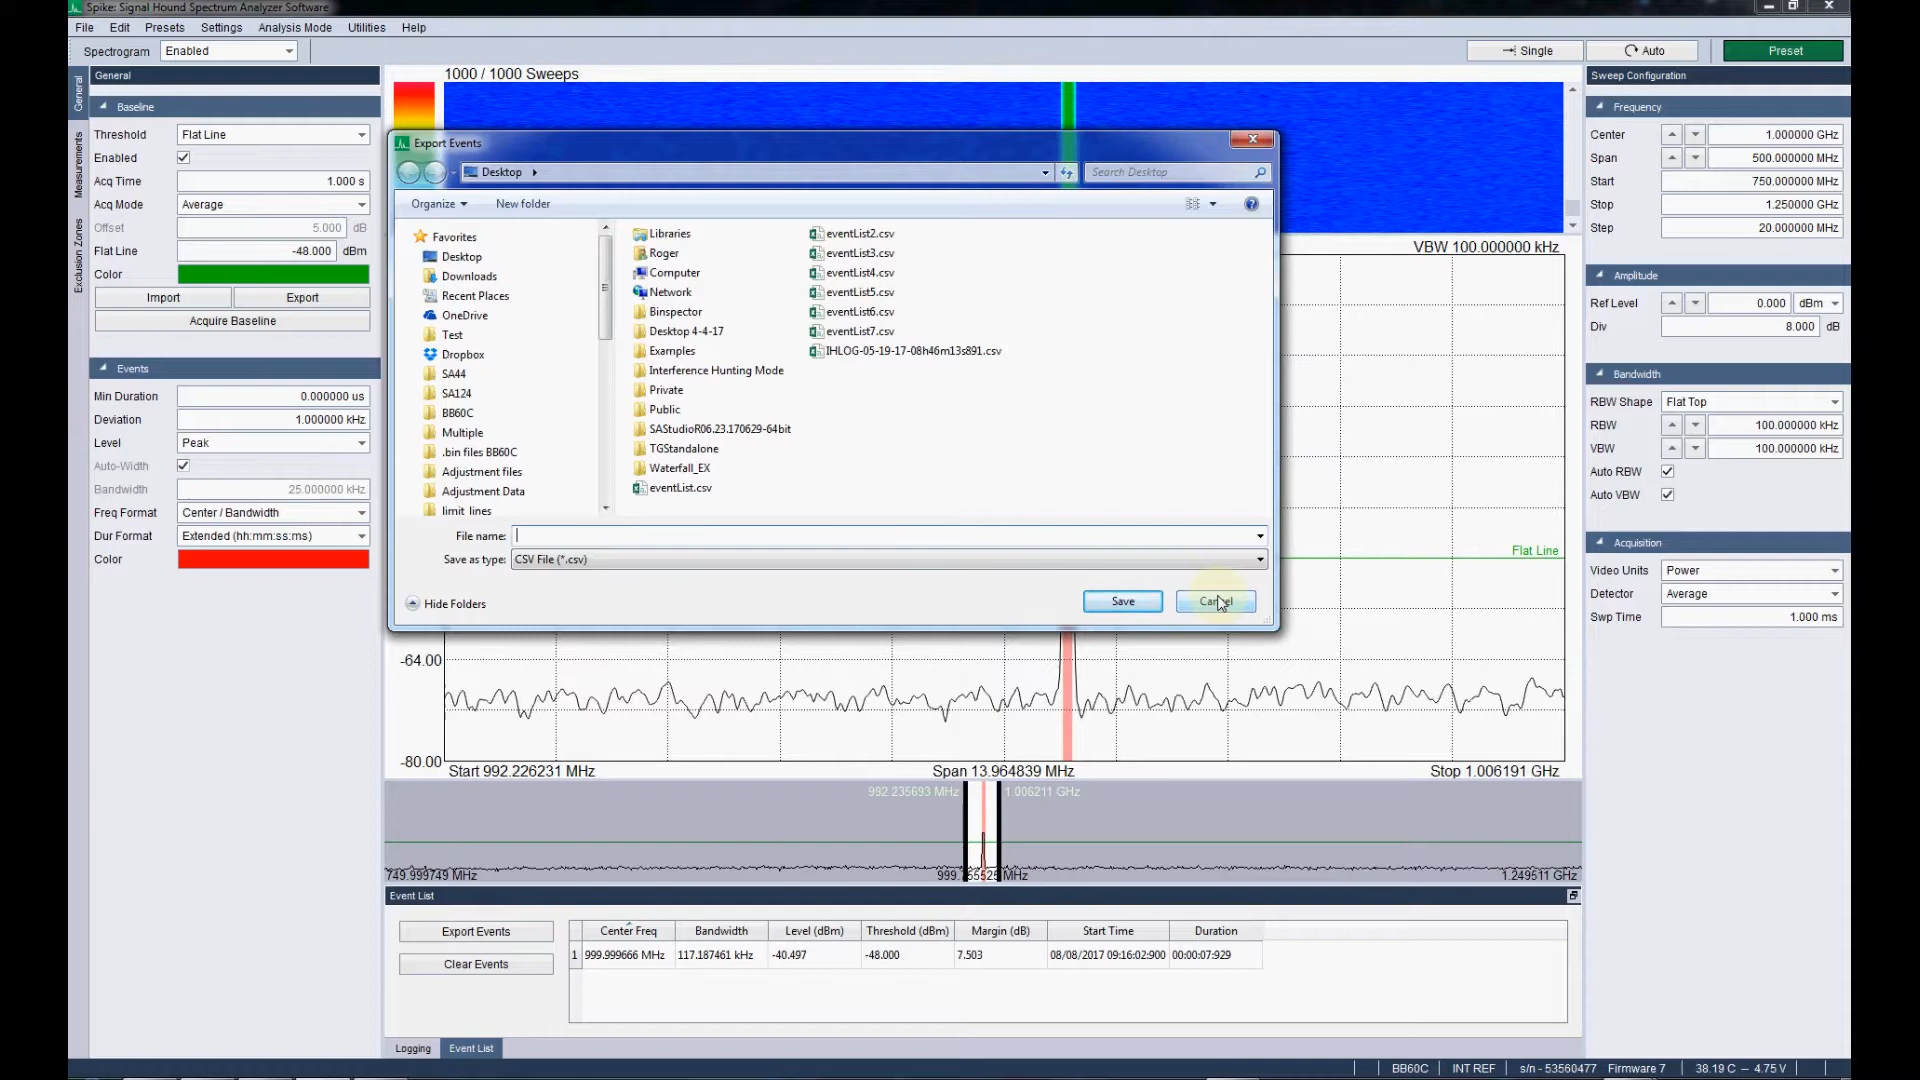 Spike: Signal Hound Spectrum Analyzer Software
File Edit Presets Settings Analysis Mode Utilities Help
Spectrogram Enabled Single Auto Preset
General
Measurements
Exclusion Zones
General
Baseline
Threshold Flat Line
Enabled
Acq Time 1.000 s
Acq Mode Average
Offset 5.000 dB
Flat Line -48.000 dBm
Color
Import Export
Acquire Baseline
Events
Min Duration 0.000000 us
Deviation 1.000000 kHz
Level Peak
Auto-Width
Bandwidth 25.000000 kHz
Freq Format Center / Bandwidth
Dur Format Extended (hh:mm:ss:ms)
Color
1000 / 1000 Sweeps
VBW 100.000000 kHz
Export Events
Desktop
Search Desktop
Organize New folder
Favorites
Desktop
Downloads
Recent Places
OneDrive
Test
Dropbox
SA44
SA124
BB60C
Multiple
.bin files BB60C
Adjustment files
Adjustment Data
limit lines
Libraries
Roger
Computer
Network
Binspector
Desktop 4-4-17
Examples
Interference Hunting Mode
Private
Public
SAStudioR06.23.170629-64bit
TGStandalone
Waterfall_EX
eventList.csv
eventList2.csv
eventList3.csv
eventList4.csv
eventList5.csv
eventList6.csv
eventList7.csv
IHLOG-05-19-17-08h46m13s891.csv
File name:
Save as type: CSV File (*.csv)
Hide Folders Save Cancel
Flat Line
-64.00
-80.00
Start 992.226231 MHz Span 13.964839 MHz Stop 1.006191 GHz
992.235693 MHz 1.006211 GHz
749.999749 MHz MHz 1.249511 GHz
Event List
Export Events
Clear Events
Center Freq Bandwidth Level (dBm) Threshold (dBm) Margin (dB) Start Time Duration
1 999.999666 MHz 117.187461 kHz -40.497 -48.000 7.503 08/08/2017 09:16:02:900 00:00:07:929
Logging Event List
Sweep Configuration
Frequency
Center 1.000000 GHz
Span 500.000000 MHz
Start 750.000000 MHz
Stop 1.250000 GHz
Step 20.000000 MHz
Amplitude
Ref Level 0.000 dBm
Div 8.000 dB
Bandwidth
RBW Shape Flat Top
RBW 100.000000 kHz
VBW 100.000000 kHz
Auto RBW
Auto VBW
Acquisition
Video Units Power
Detector Average
Swp Time 1.000 ms
BB60C INT REF s/n - 53560477 Firmware 7 38.19 C — 4.75 V